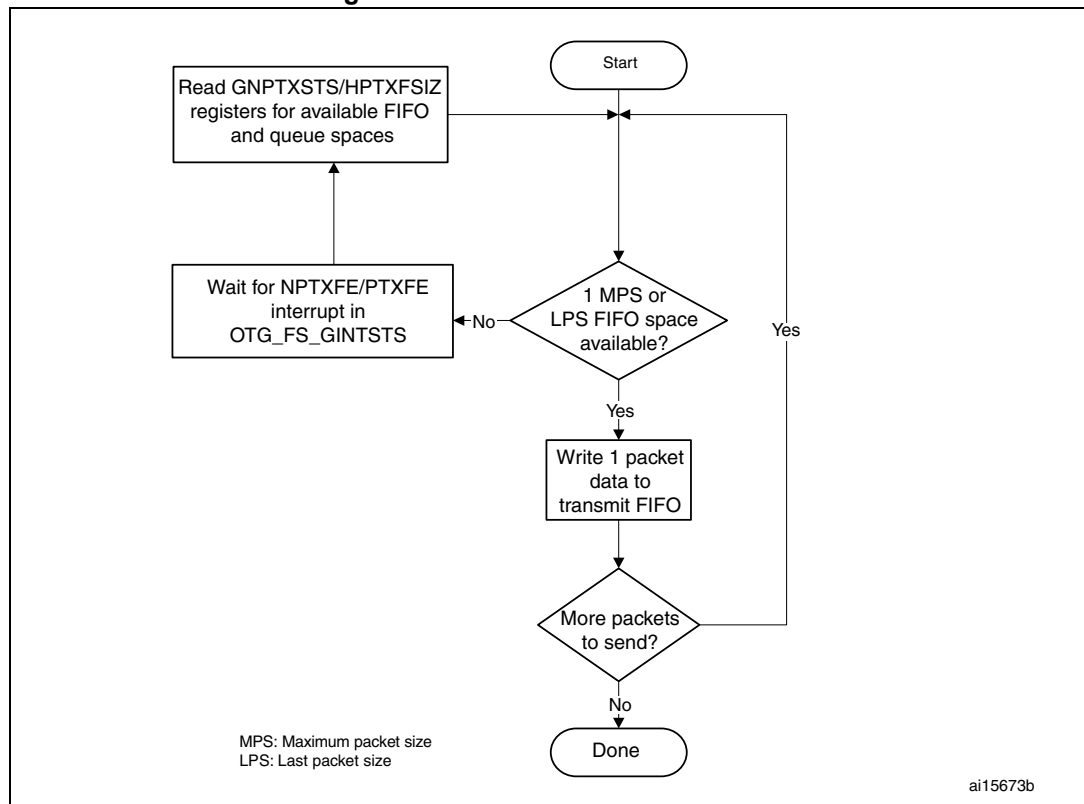 Start
Read GNPTXSTS/HPTXFSIZ
registers for available FIFO
and queue spaces
Wait for NPTXFE/PTXFE
interrupt in
OTG_FS_GINTSTS
No
1 MPS or
LPS FIFO space
available?
Yes
Yes
Write 1 packet
data to
transmit FIFO
More packets
to send?
No
MPS: Maximum packet size
LPS: Last packet size
Done
ai15673b